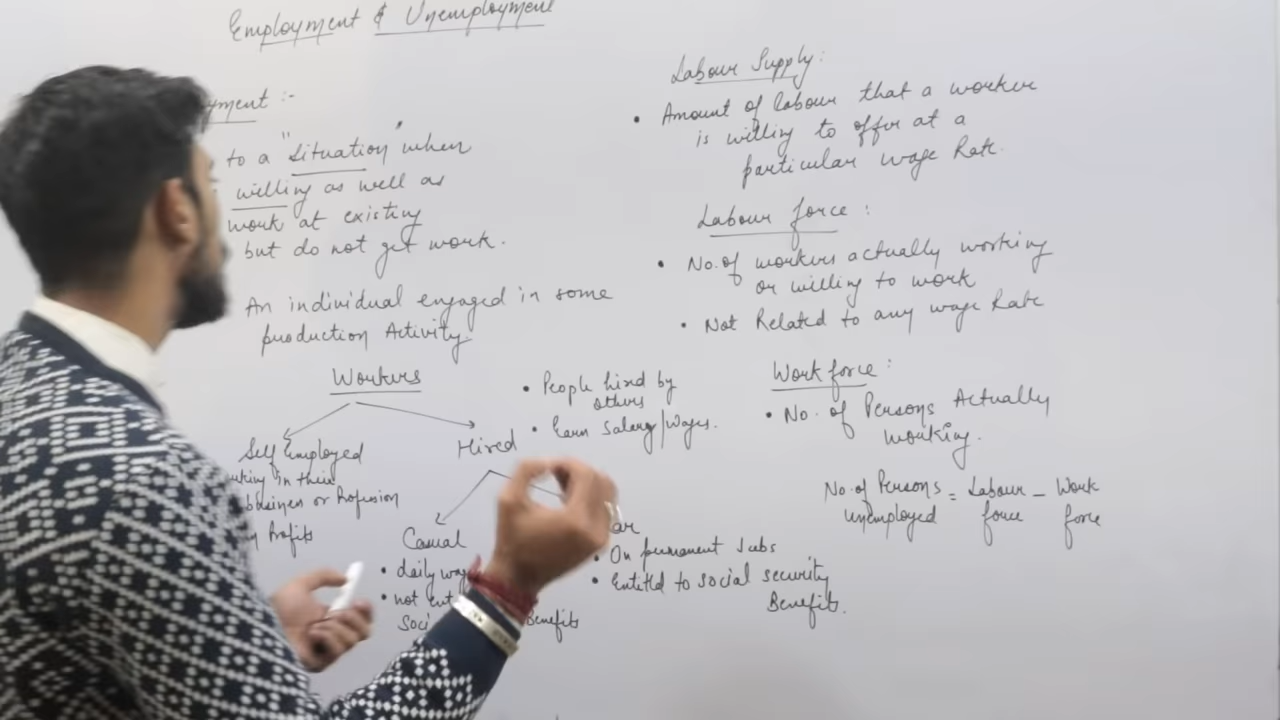 Employment & Unemployment
yment :-
to a "Situation" when
willing as well as
work at existing
but do not get work.
An individual engaged in some
production Activity
Workers
Self Employed
in their
business or Profession
Profits
Hired
• People hired by
others
• Earn salary/wages.
Casual
• daily
• not
Benefits
ar
• On permanent Jobs
• Entitled to social security
Benefits.
Labour Supply:
• Amount of labour that a worker
is willing to offer at a
particular wage Rate.
Labour force :
• No. of workers actually working
or willing to work
• Not Related to any wage Rate
Work force :
• No. of Persons Actually
working.
No. of Persons = Labour - Work
unemployed force force